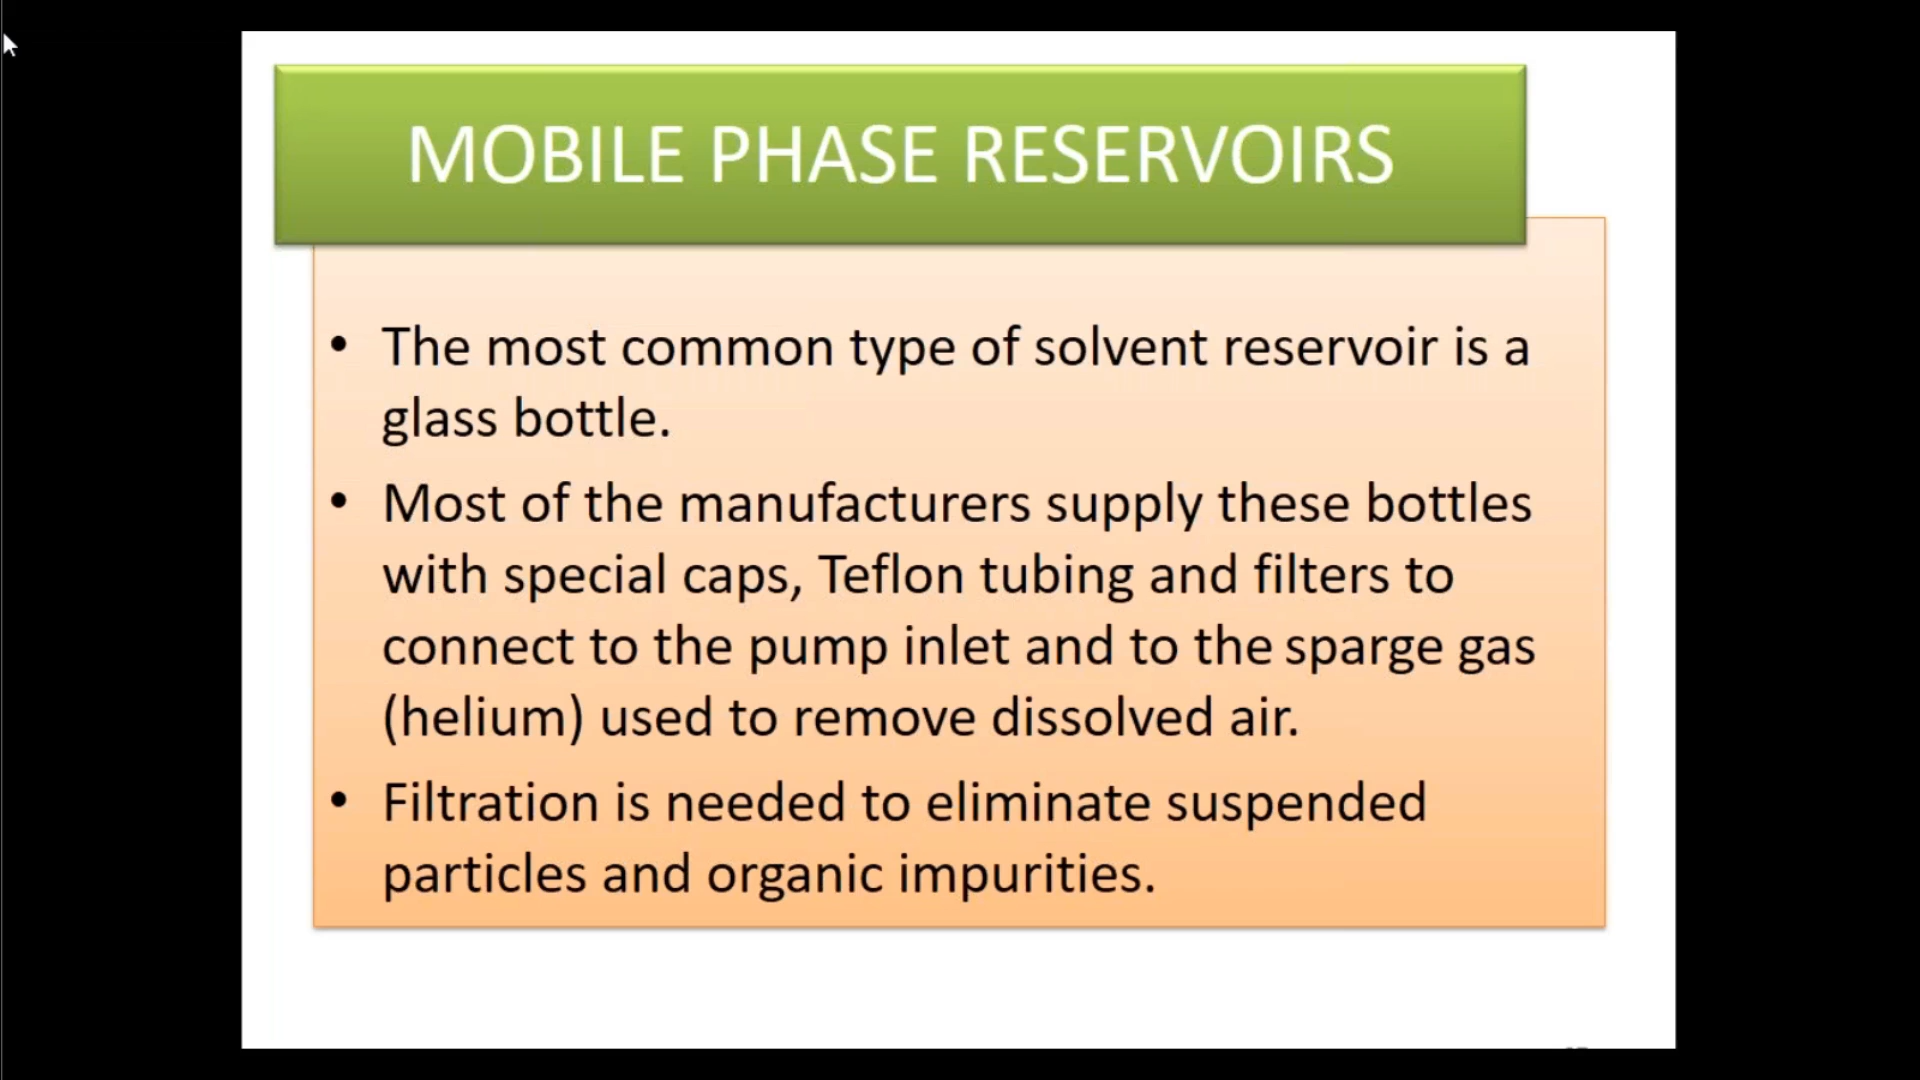 MOBILE PHASE RESERVOIRS
• The most common type of solvent reservoir is a
glass bottle.
• Most of the manufacturers supply these bottles
with special caps, Teflon tubing and filters to
connect to the pump inlet and to the sparge gas
(helium) used to remove dissolved air.
• Filtration is needed to eliminate suspended
particles and organic impurities.